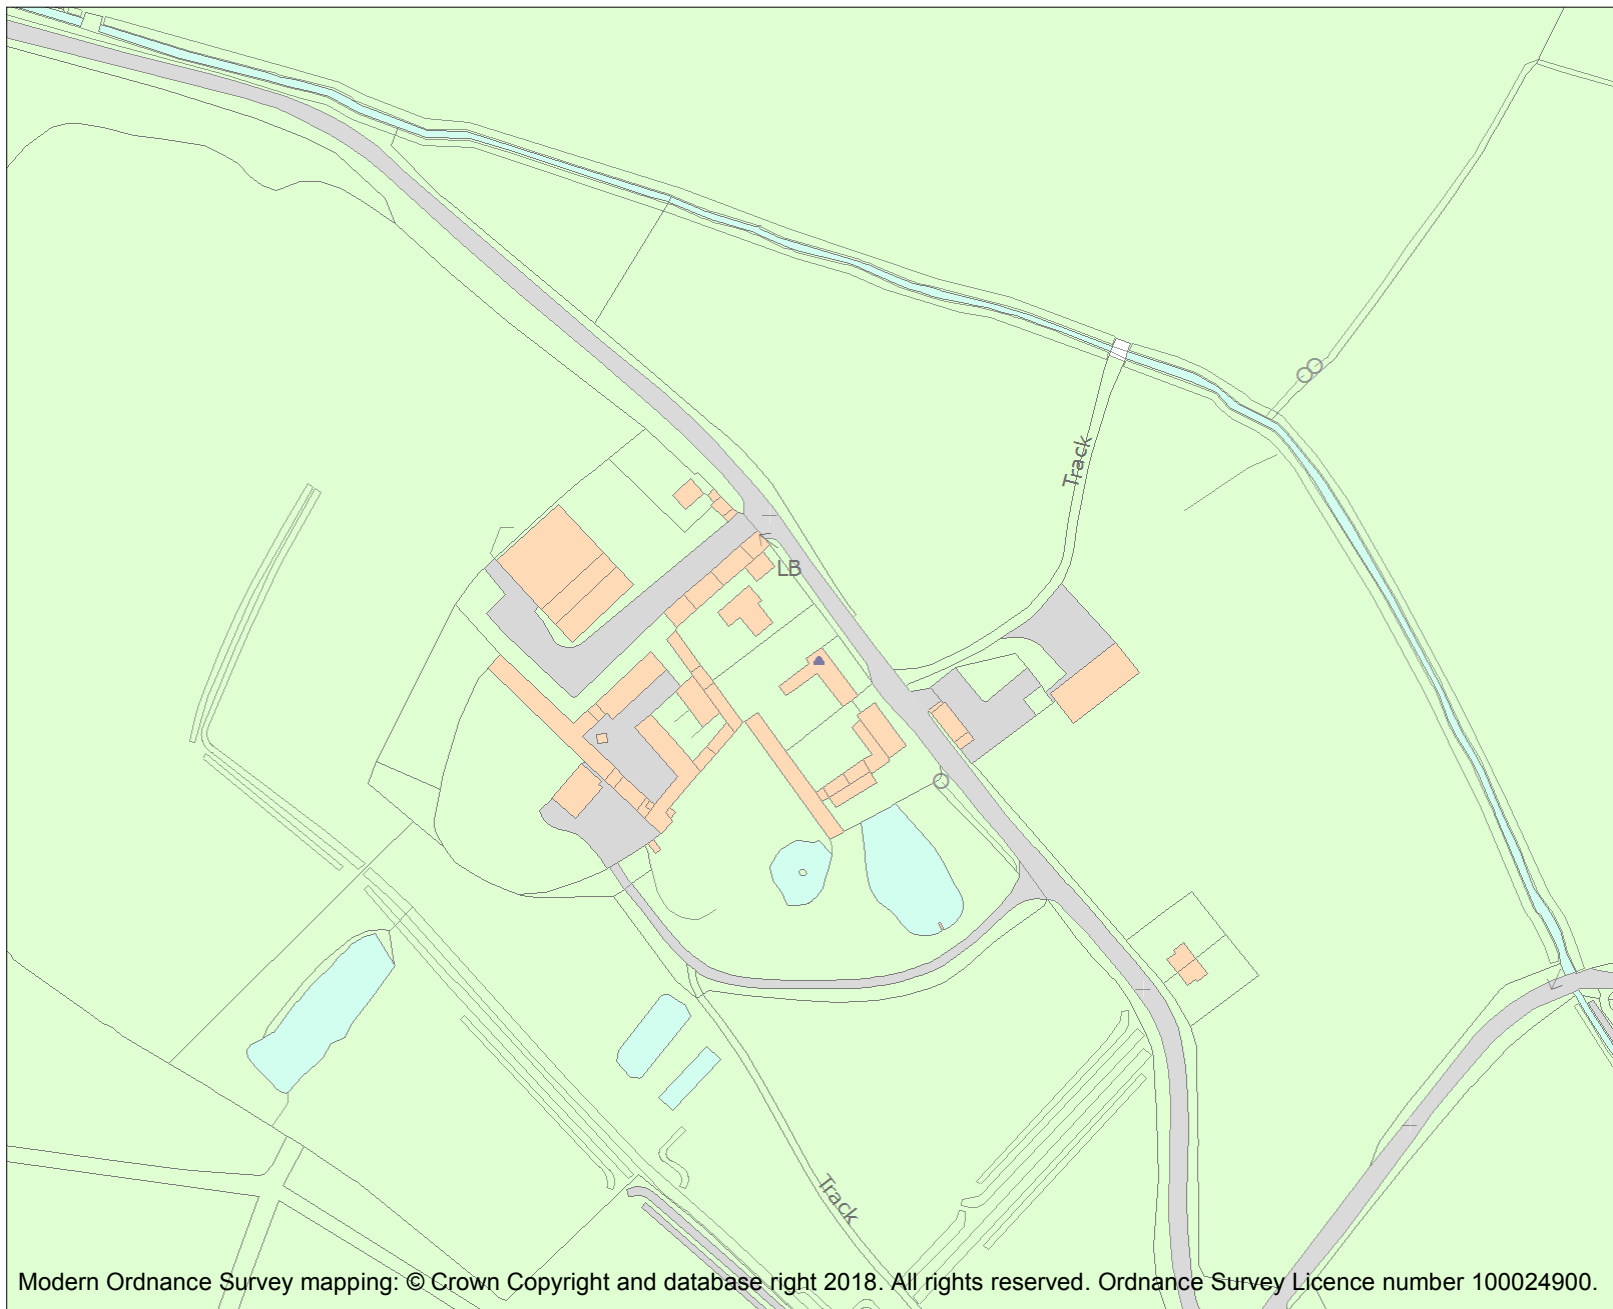 Track
LB
Track
Modern Ordnance Survey mapping: © Crown Copyright and database right 2018. All rights reserved. Ordnance Survey Licence number 100024900.